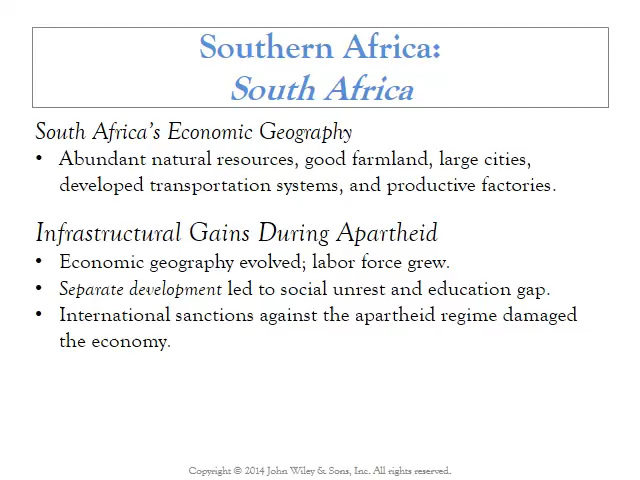 Southern Africa:
South Africa
South Africa's Economic Geography
• Abundant natural resources, good farmland, large cities,
developed transportation systems, and productive factories.
Infrastructural Gains During Apartheid
• Economic geography evolved; labor force grew.
• Separate development led to social unrest and education gap.
• International sanctions against the apartheid regime damaged
the economy.
Copyright © 2014 John Wiley & Sons, Inc. All rights reserved.